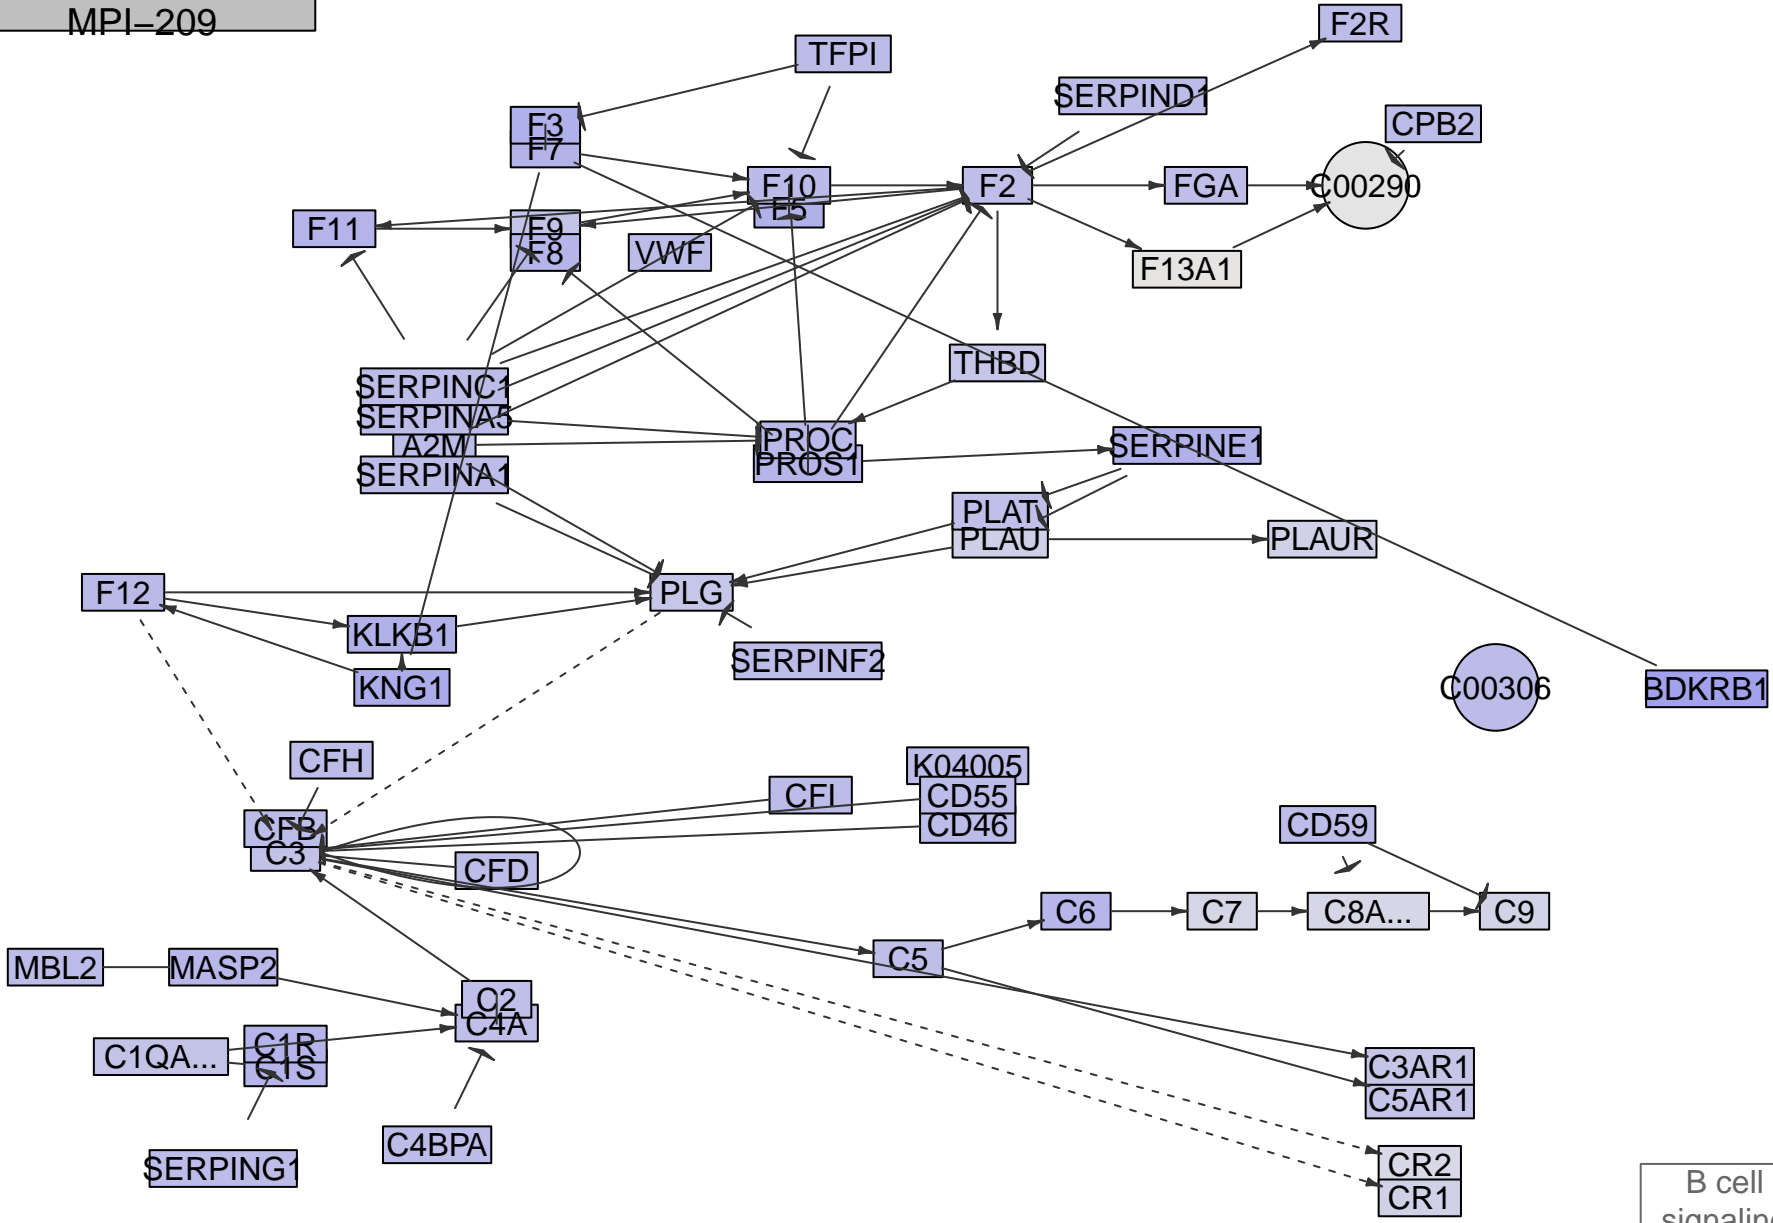 MPI–209
F2R
TFPI
SERPIND1
CPB2
F3
F7
F10
F5
F2
FGA
C00290
F11
F9
F8
VWF
F13A1
THBD
SERPINC1
SERPINA5
A2M
SERPINA1
PROC
PROS1
SERPINE1
PLAT
PLAU
PLAUR
F12
PLG
KLKB1
KNG1
SERPINF2
C00306
BDKRB1
CFH
CFB
C3
CFI
K04005
CD55
CD46
CD59
CFD
C6
C7
C8A...
C9
C5
MBL2
MASP2
C2
C4A
C1QA...
C1R
C1S
C3AR1
C5AR1
C4BPA
SERPING1
CR2
CR1
B cell
signaling